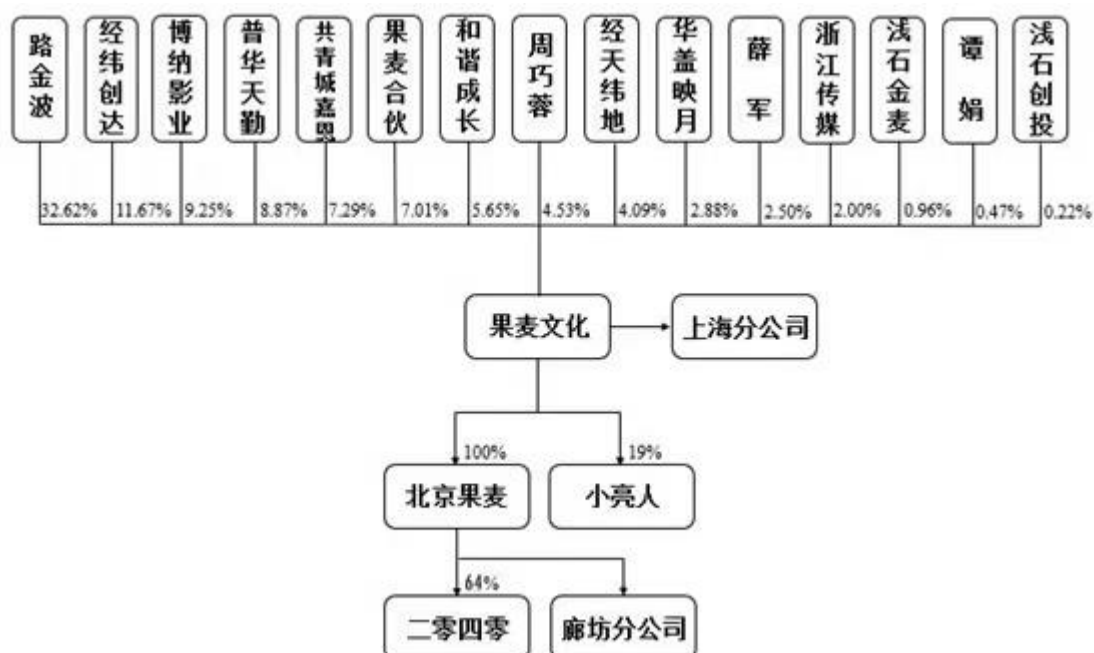 路金波
经纬创达
博纳影业
普华天勤
共青城嘉恩
果麦合伙
和谐成长
周巧蓉
经天纬地
华盖映月
薛军
浙江传媒
浅石金麦
谭娟
浅石创投
32.62%
11.67%
9.25%
8.87%
7.29%
7.01%
5.65%
4.53%
4.09%
2.88%
2.50%
2.00%
0.96%
0.47%
0.22%
果麦文化
上海分公司
100%
19%
北京果麦
小亮人
64%
二零四零
廊坊分公司